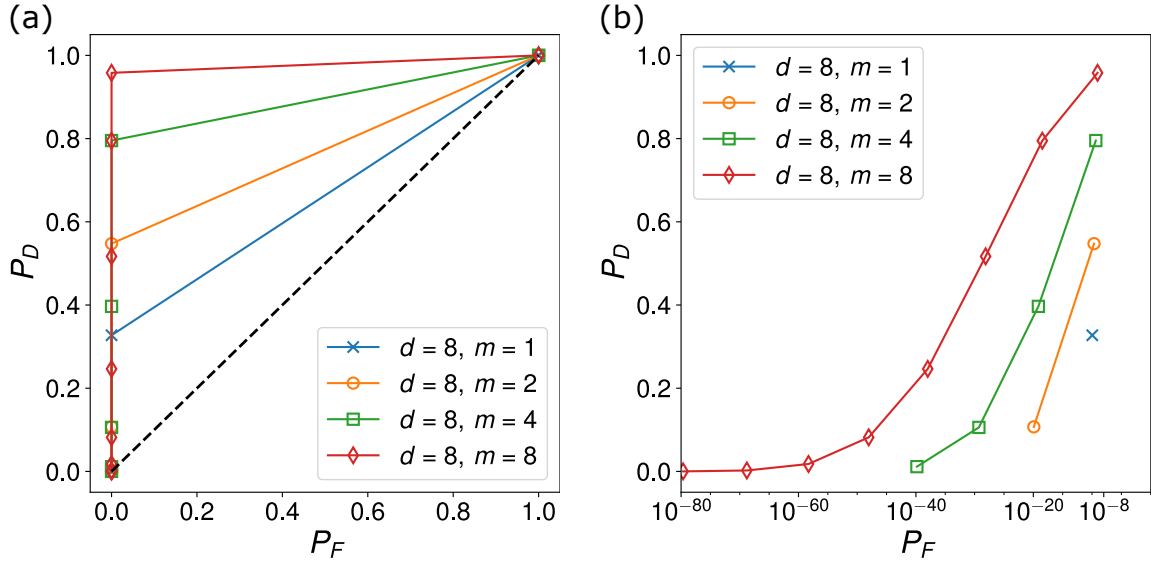 (a)
1.0
0.8
0.6
0.4
0.2
0.0
P_D
0.0 0.2 0.4 0.6 0.8 1.0
P_F
d = 8, m = 1
d = 8, m = 2
d = 8, m = 4
d = 8, m = 8
(b)
1.0
0.8
0.6
0.4
0.2
0.0
P_D
10⁻⁸⁰ 10⁻⁶⁰ 10⁻⁴⁰ 10⁻²⁰ 10⁻⁸
P_F
d = 8, m = 1
d = 8, m = 2
d = 8, m = 4
d = 8, m = 8